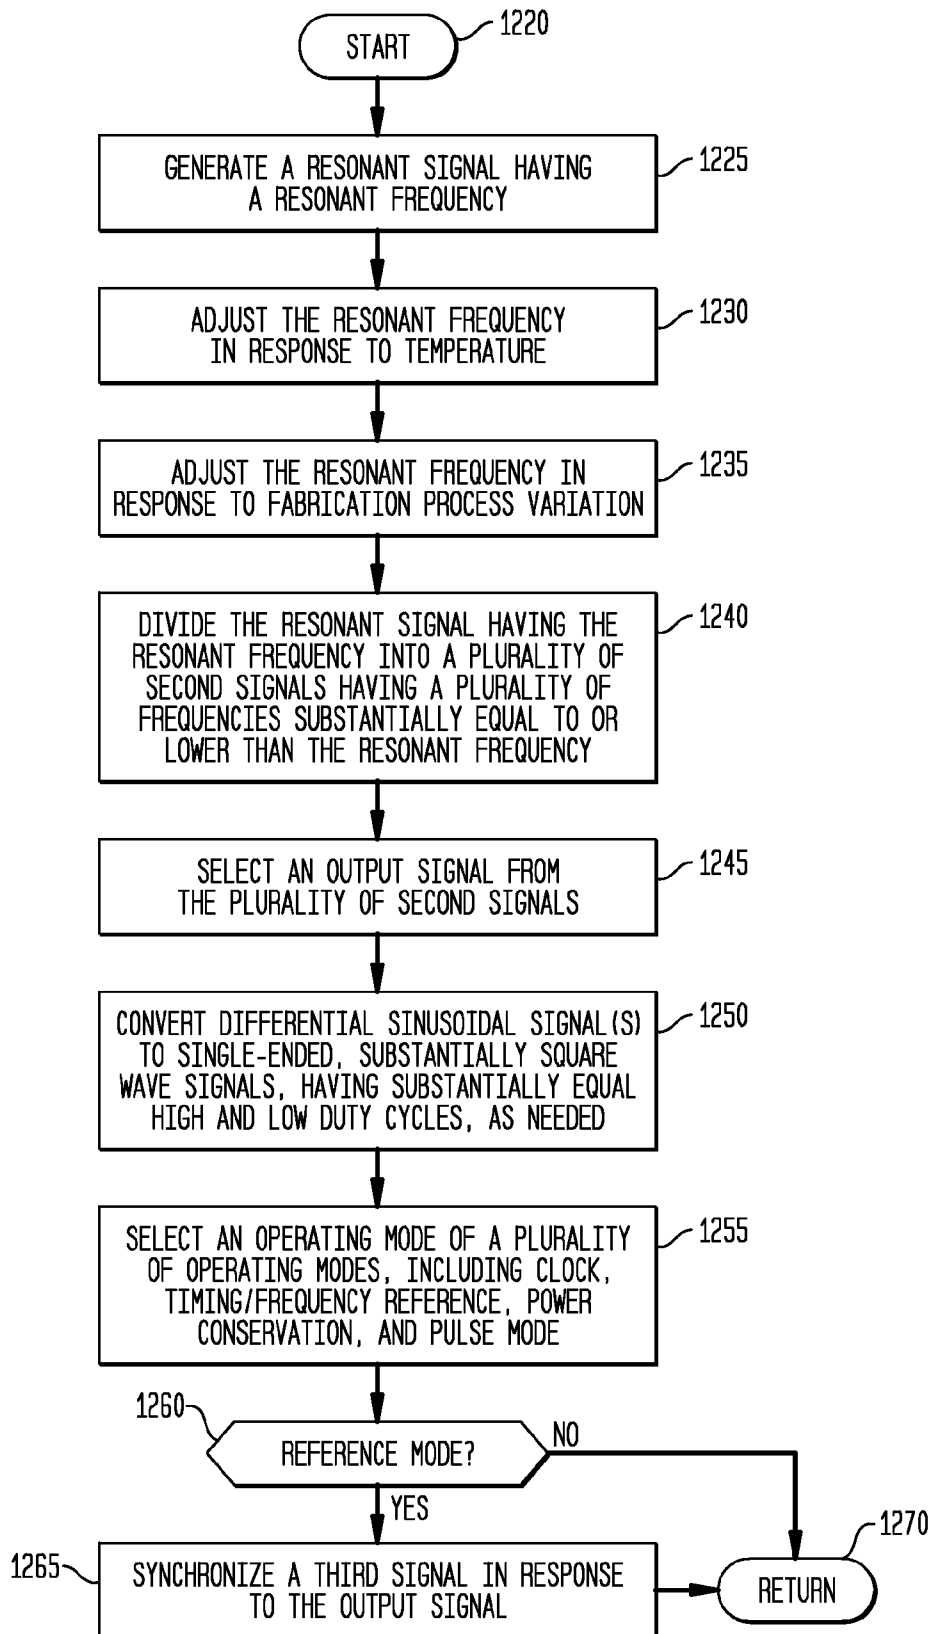 START
1220
GENERATE A RESONANT SIGNAL HAVING
A RESONANT FREQUENCY
1225
ADJUST THE RESONANT FREQUENCY
IN RESPONSE TO TEMPERATURE
1230
ADJUST THE RESONANT FREQUENCY IN
RESPONSE TO FABRICATION PROCESS VARIATION
1235
DIVIDE THE RESONANT SIGNAL HAVING THE
RESONANT FREQUENCY INTO A PLURALITY OF
SECOND SIGNALS HAVING A PLURALITY OF
FREQUENCIES SUBSTANTIALLY EQUAL TO OR
LOWER THAN THE RESONANT FREQUENCY
1240
SELECT AN OUTPUT SIGNAL FROM
THE PLURALITY OF SECOND SIGNALS
1245
CONVERT DIFFERENTIAL SINUSOIDAL SIGNAL(S)
TO SINGLE-ENDED, SUBSTANTIALLY SQUARE
WAVE SIGNALS, HAVING SUBSTANTIALLY EQUAL
HIGH AND LOW DUTY CYCLES, AS NEEDED
1250
SELECT AN OPERATING MODE OF A PLURALITY
OF OPERATING MODES, INCLUDING CLOCK,
TIMING/FREQUENCY REFERENCE, POWER
CONSERVATION, AND PULSE MODE
1255
1260
REFERENCE MODE?
NO
YES
1265
SYNCHRONIZE A THIRD SIGNAL IN RESPONSE
TO THE OUTPUT SIGNAL
1270
RETURN